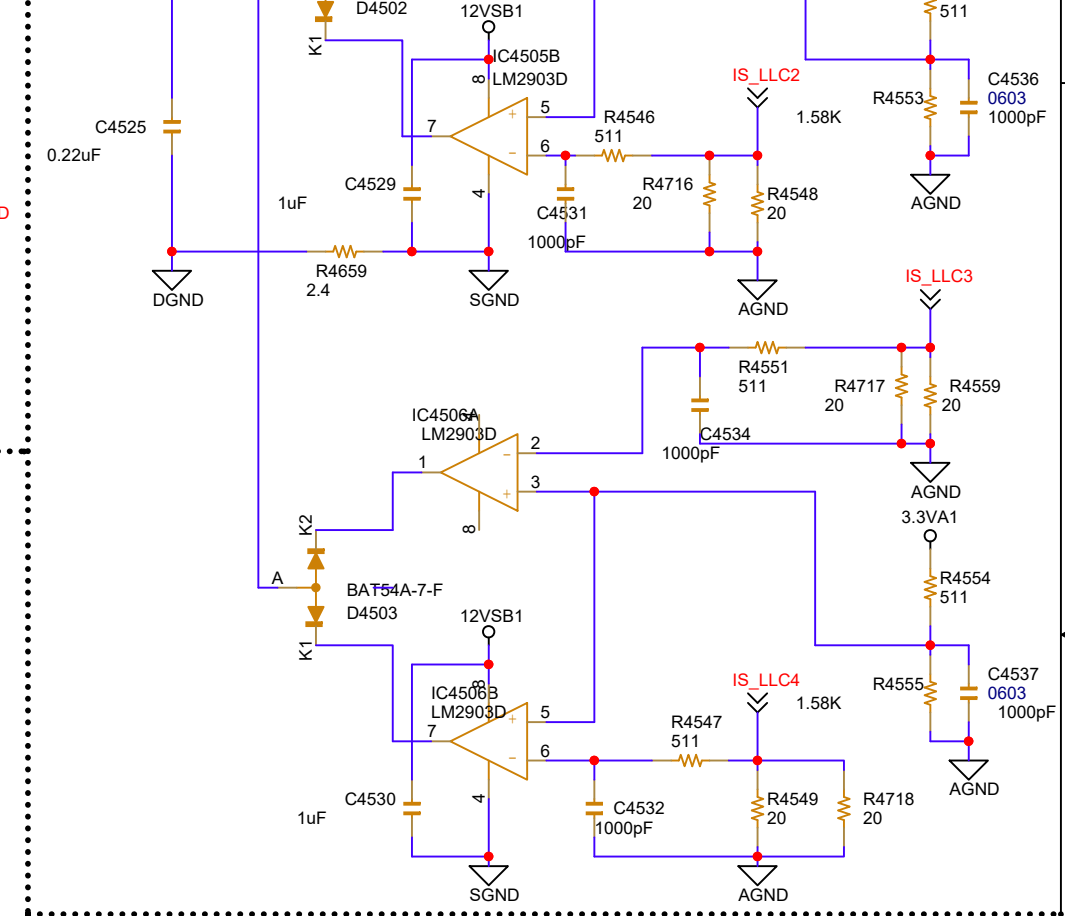 D4502
K1
12VSB1
IC4505B
LM2903D
8
7
5
6
4
+
−
C4525
0.22uF
C4529
1uF
R4546
511
IS_LLC2
1.58K
511
R4553
C4536
0603
1000pF
AGND
R4716
20
R4548
20
C4531
1000pF
D
R4659
2.4
DGND
SGND
AGND
IS_LLC3
R4551
511
R4717
20
R4559
20
C4534
1000pF
AGND
IC4506A
4
LM2903D
1
2
3
−
+
8
3.3VA1
R4554
511
K2
A
BAT54A-7-F
D4503
K1
12VSB1
8
IC4506B
LM2903D
7
5
6
4
+
−
IS_LLC4
1.58K
R4555
C4537
0603
1000pF
AGND
R4547
511
C4530
1uF
C4532
1000pF
R4549
20
R4718
20
SGND
AGND